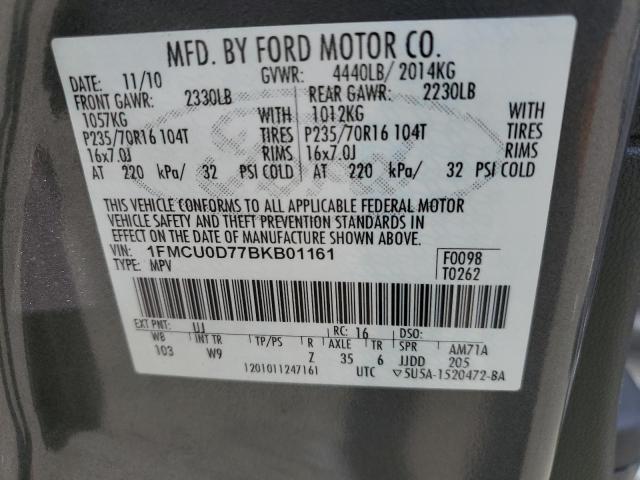 MFD. BY FORD MOTOR CO.
DATE: 11/10 GVWR: 4440LB/ 2014KG
FRONT GAWR: 2330LB REAR GAWR: 2230LB
1057KG WITH 1012KG WITH
P235/70R16 104T TIRES P235/70R16 104T TIRES
16x7.0J RIMS 16x7.0J RIMS
AT 220 kPa/ 32 PSI COLD AT 220 kPa/ 32 PSI COLD
THIS VEHICLE CONFORMS TO ALL APPLICABLE FEDERAL MOTOR
VEHICLE SAFETY AND THEFT PREVENTION STANDARDS IN
EFFECT ON THE DATE OF MANUFACTURE SHOWN ABOVE.
VIN: 1FMCU0D77BKB01161 F0098
TYPE: MPV T0262
EXT PNT: UJ RC: 16 DSO:
WB INT TR TP/PS R AXLE TR SPR AM71A
103 W9 Z 35 6 JJDD 205
1201011247161 UTC ▽5U5A-1520472-BA
Ford